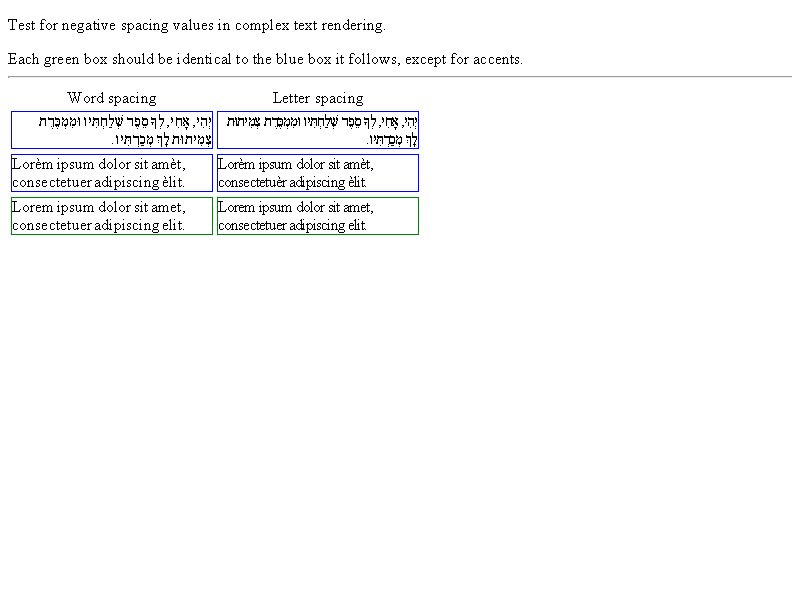 Test for negative spacing values in complex text rendering.
Each green box should be identical to the blue box it follows, except for accents.
Word spacing
Letter spacing
יְהִי, אָחִי, לְךָ סֵפֶר שְׁלַחְתִּיו וּמִמְכֶּרֶת
צְמִיתוּת לָךְ מְכַרְתִּיו.
יְהִי, אָחִי, לְךָ סֵפֶר שְׁלַחְתִּיו וּמִמְכֶּרֶת צְמִיתוּת
לָךְ מְכַרְתִּיו.
Lorèm ipsum dolor sit amèt,
consectetuer adipiscing èlit.
Lorèm ipsum dolor sit amèt,
consectetuèr adipiscing èlit.
Lorem ipsum dolor sit amet,
consectetuer adipiscing elit.
Lorem ipsum dolor sit amet,
consectetuer adipiscing elit.